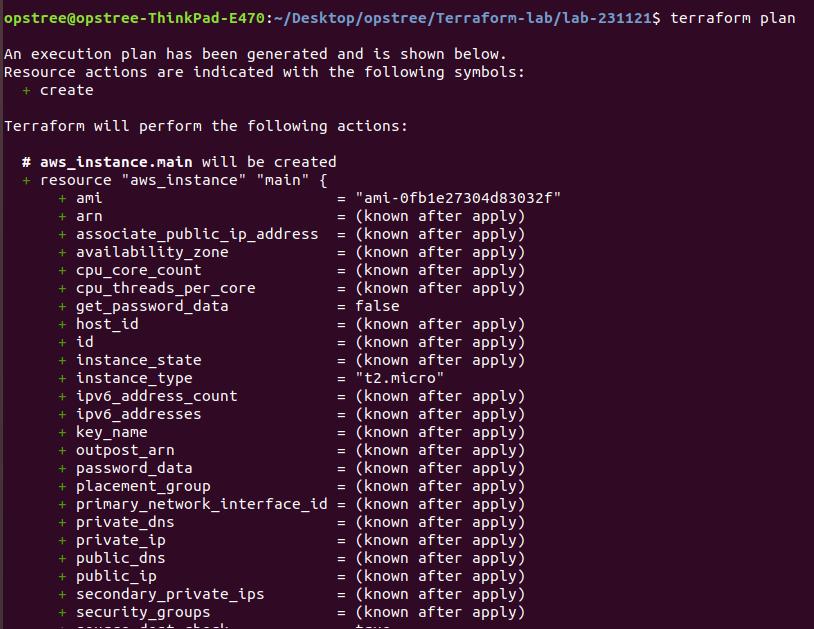 opstree@opstree-ThinkPad-E470:~/Desktop/opstree/Terraform-lab/lab-231121$ terraform plan
An execution plan has been generated and is shown below.
Resource actions are indicated with the following symbols:
+ create
Terraform will perform the following actions:
# aws_instance.main will be created
+ resource "aws_instance" "main" {
+ ami = "ami-0fb1e27304d83032f"
+ arn = (known after apply)
+ associate_public_ip_address = (known after apply)
+ availability_zone = (known after apply)
+ cpu_core_count = (known after apply)
+ cpu_threads_per_core = (known after apply)
+ get_password_data = false
+ host_id = (known after apply)
+ id = (known after apply)
+ instance_state = (known after apply)
+ instance_type = "t2.micro"
+ ipv6_address_count = (known after apply)
+ ipv6_addresses = (known after apply)
+ key_name = (known after apply)
+ outpost_arn = (known after apply)
+ password_data = (known after apply)
+ placement_group = (known after apply)
+ primary_network_interface_id = (known after apply)
+ private_dns = (known after apply)
+ private_ip = (known after apply)
+ public_dns = (known after apply)
+ public_ip = (known after apply)
+ secondary_private_ips = (known after apply)
+ security_groups = (known after apply)
+ source_dest_check = true